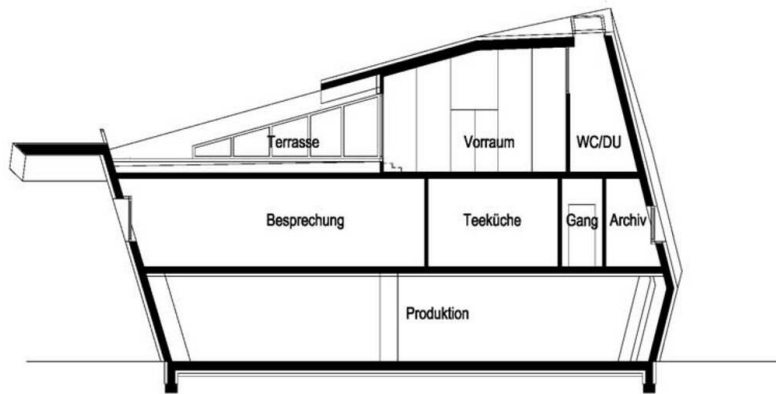 Terrasse
Vorraum
WC/DU
Besprechung
Teeküche
Gang
Archiv
Produktion